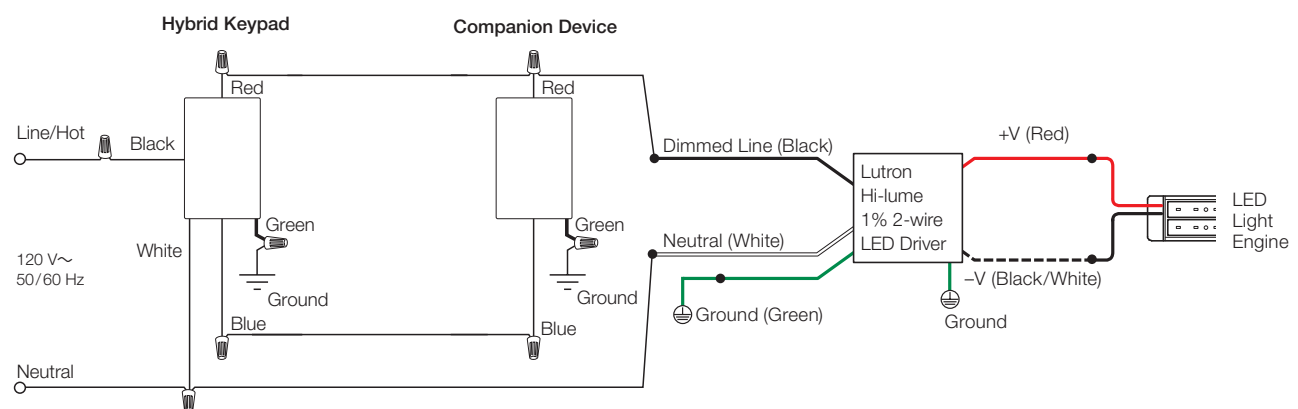 Hybrid Keypad
Companion Device
Red
Red
Line/Hot
Black
Dimmed Line (Black)
+V (Red)
Lutron
Hi-lume
1% 2-wire
LED Driver
LED
Light
Engine
Green
Green
White
Neutral (White)
120 V~
50/60 Hz
–V (Black/White)
Ground
Ground
Ground (Green)
Ground
Blue
Blue
Neutral